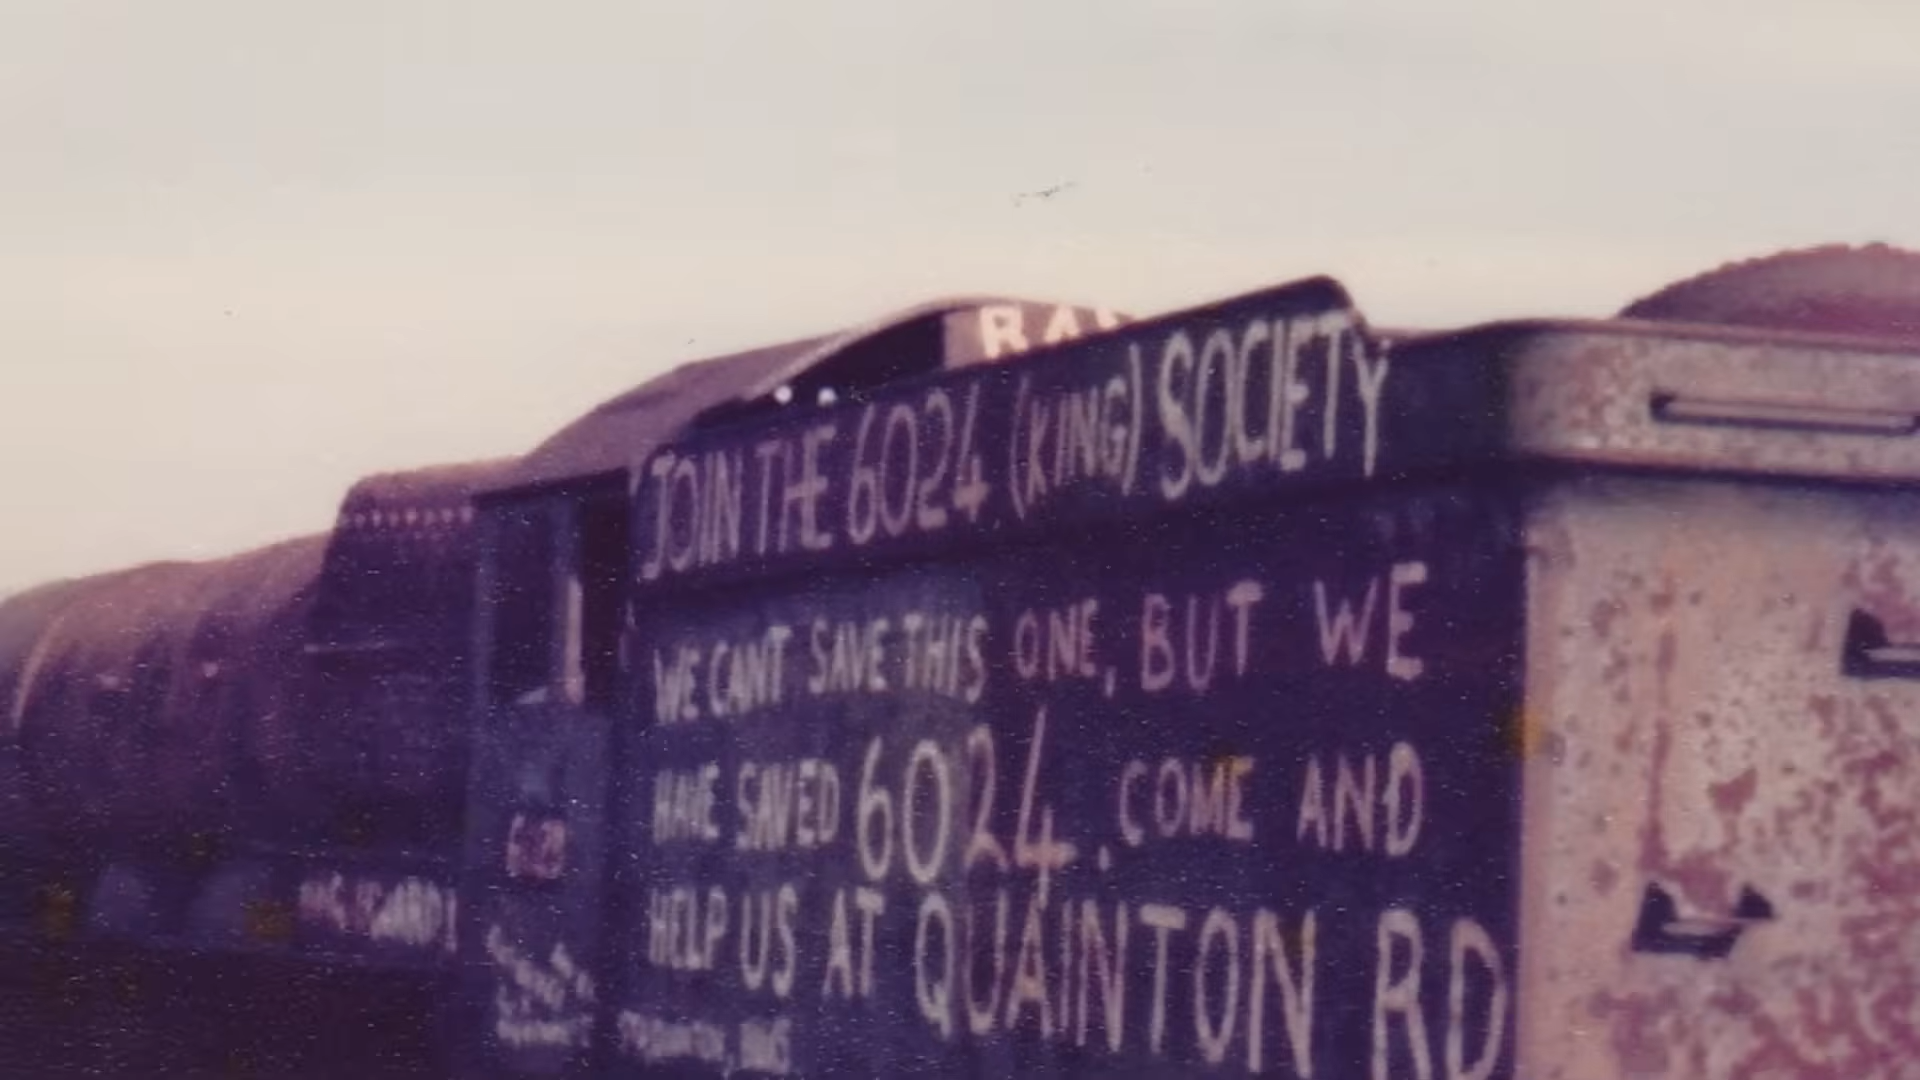 JOIN THE 6024 (KING) SOCIETY
WE CANT SAVE THIS ONE, BUT WE
HAVE SAVED 6024. COME AND
HELP US AT QUAINTON RD